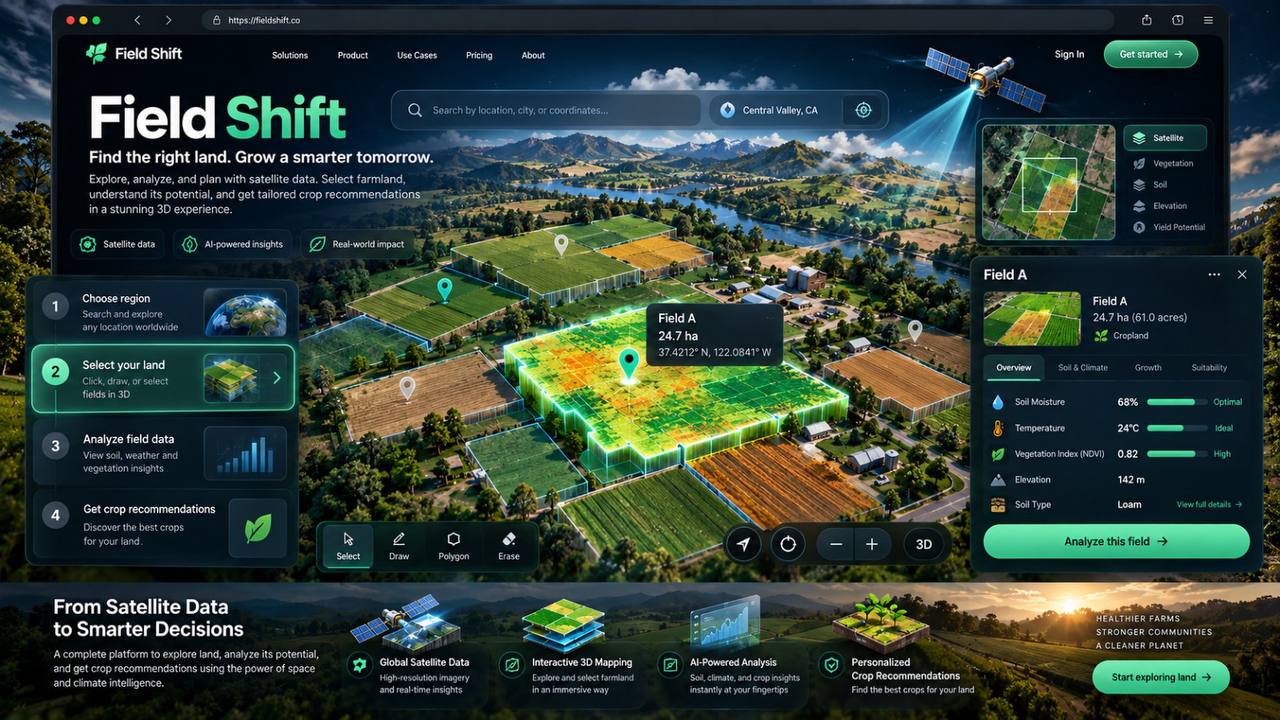 https://fieldshift.co
Field Shift
Solutions
Product
Use Cases
Pricing
About
Sign In
Get started →
Field Shift
Find the right land. Grow a smarter tomorrow.
Explore, analyze, and plan with satellite data. Select farmland,
understand its potential, and get tailored crop recommendations
in a stunning 3D experience.
Satellite data
AI-powered insights
Real-world impact
Search by location, city, or coordinates...
Central Valley, CA
Satellite
Vegetation
Soil
Elevation
Yield Potential
1
Choose region
Search and explore
any location worldwide
2
Select your land
Click, draw, or select
fields in 3D
3
Analyze field data
View soil, weather and
vegetation insights
4
Get crop recommendations
Discover the best crops
for your land.
Field A
24.7 ha
37.4212° N, 122.0841° W
Select
Draw
Polygon
Erase
3D
Field A
Field A
24.7 ha (61.0 acres)
Cropland
Overview
Soil & Climate
Growth
Suitability
Soil Moisture 68% Optimal
Temperature 24°C Ideal
Vegetation Index (NDVI) 0.82 High
Elevation 142 m
Soil Type Loam View full details →
Analyze this field →
From Satellite Data
to Smarter Decisions
A complete platform to explore land, analyze its potential,
and get crop recommendations using the power of space
and climate intelligence.
Global Satellite Data
High-resolution imagery
and real-time insights
Interactive 3D Mapping
Explore and select farmland
in an immersive way
AI-Powered Analysis
Soil, climate, and crop insights
instantly at your fingertips
Personalized
Crop Recommendations
Find the best crops for your land
HEALTHIER FARMS
STRONGER COMMUNITIES
A CLEANER PLANET
Start exploring land →